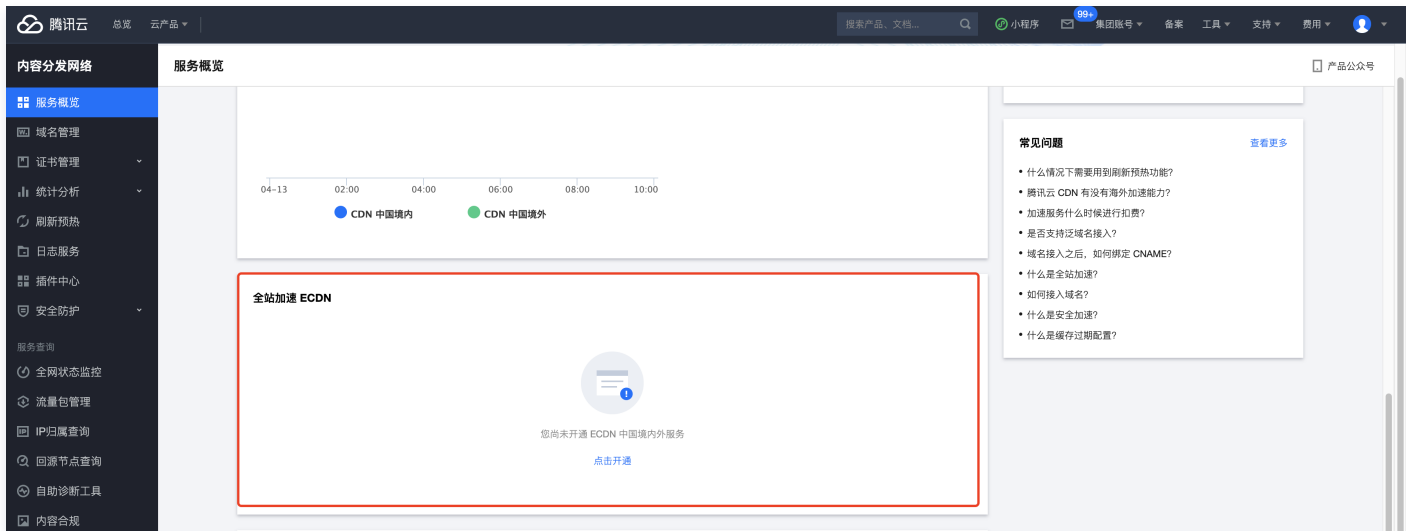 腾讯云
总览
云产品
搜索产品、文档...
小程序
99+
集团账号
备案
工具
支持
费用
内容分发网络
服务概览
产品公众号
服务概览
域名管理
证书管理
统计分析
刷新预热
日志服务
插件中心
安全防护
服务查询
全网状态监控
流量包管理
IP归属查询
回源节点查询
自助诊断工具
内容合规
04-13
02:00
04:00
06:00
08:00
10:00
CDN 中国境内
CDN 中国境外
全站加速 ECDN
您尚未开通 ECDN 中国境内外服务
点击开通
常见问题
查看更多
• 什么情况下需要用到刷新预热功能?
• 腾讯云 CDN 有没有海外加速能力?
• 加速服务什么时候进行扣费?
• 是否支持泛域名接入?
• 域名接入之后，如何绑定 CNAME?
• 什么是全站加速?
• 如何接入域名?
• 什么是安全加速?
• 什么是缓存过期配置?